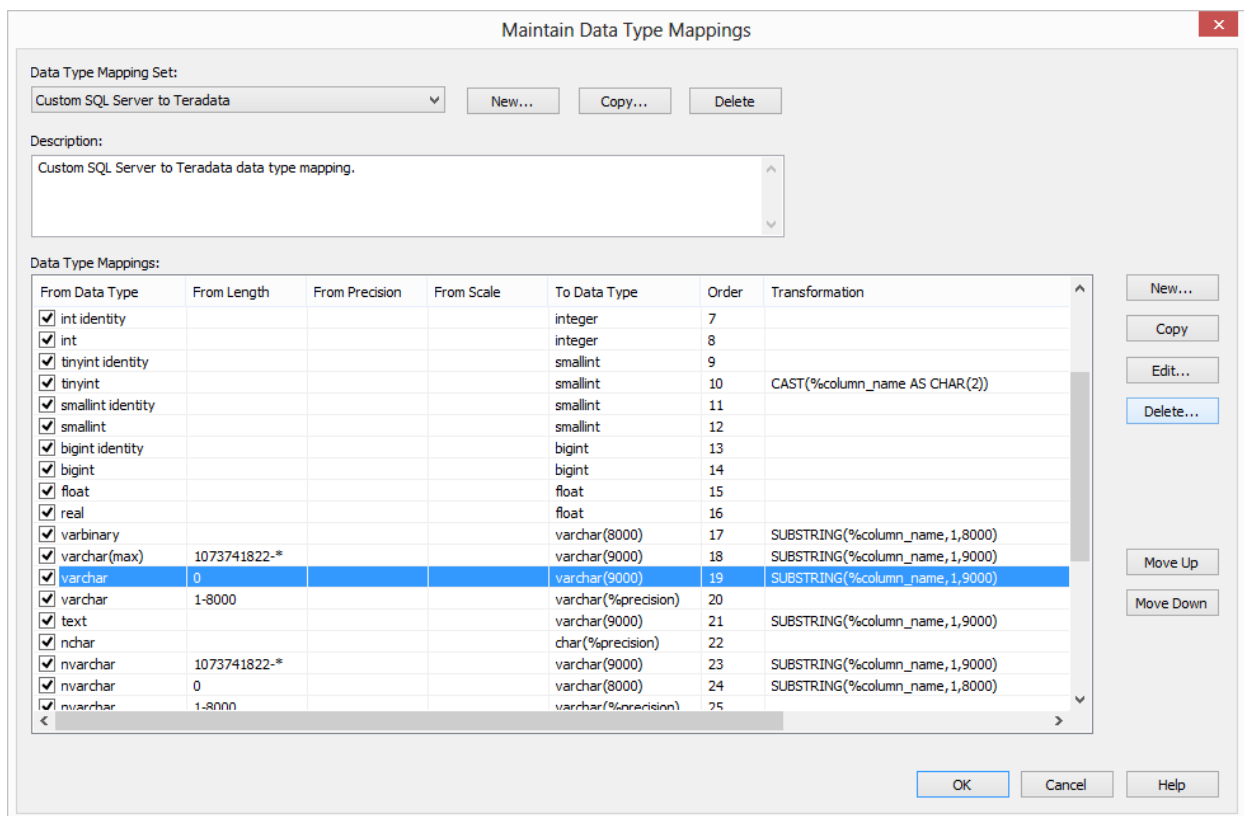 Maintain Data Type Mappings
Data Type Mapping Set:
Custom SQL Server to Teradata New... Copy... Delete
Description:
Custom SQL Server to Teradata data type mapping.
Data Type Mappings:
From Data Type From Length From Precision From Scale To Data Type Order Transformation
int identity integer 7
int integer 8
tinyint identity smallint 9
tinyint smallint 10 CAST(%column_name AS CHAR(2))
smallint identity smallint 11
smallint smallint 12
bigint identity bigint 13
bigint bigint 14
float float 15
real float 16
varbinary varchar(8000) 17 SUBSTRING(%column_name,1,8000)
varchar(max) 1073741822-* varchar(9000) 18 SUBSTRING(%column_name,1,9000)
varchar 0 varchar(9000) 19 SUBSTRING(%column_name,1,9000)
varchar 1-8000 varchar(%precision) 20
text varchar(9000) 21 SUBSTRING(%column_name,1,9000)
nchar char(%precision) 22
nvarchar 1073741822-* varchar(9000) 23 SUBSTRING(%column_name,1,9000)
nvarchar 0 varchar(8000) 24 SUBSTRING(%column_name,1,8000)
nvarchar 1-8000 varchar(%precision) 25
New...
Copy
Edit...
Delete...
Move Up
Move Down
OK Cancel Help